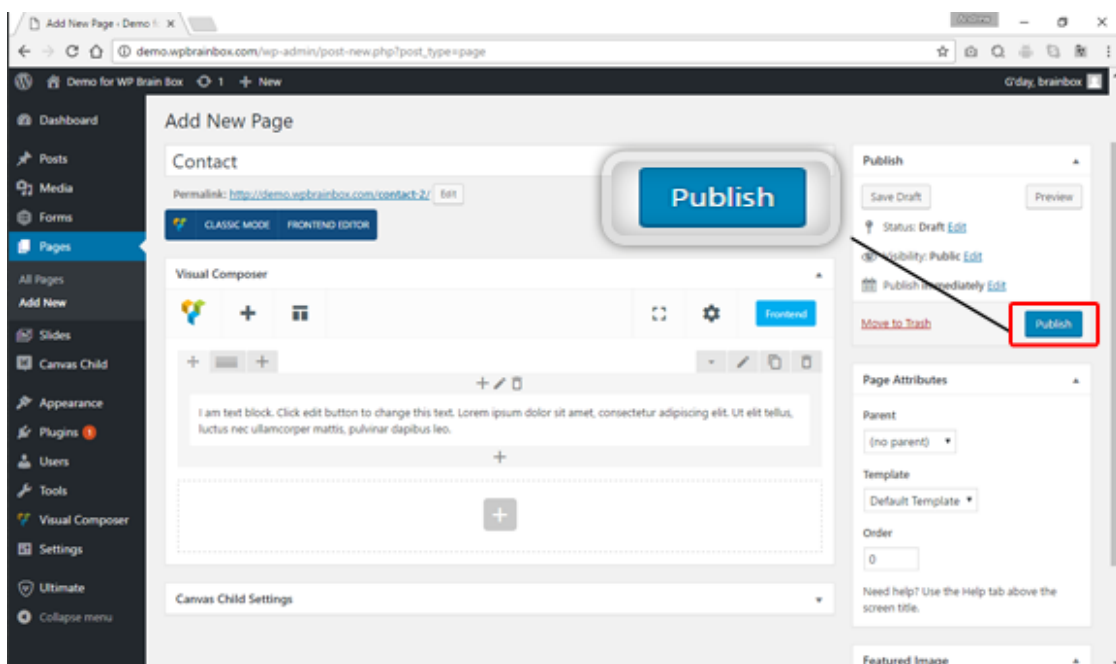 Add New Page ‹ Demo f
Andrew
demo.wpbrainbox.com/wp-admin/post-new.php?post_type=page
Demo for WP Brain Box 1 New
G'day, brainbox
Dashboard
Posts
Media
Forms
Pages
All Pages
Add New
Slides
Canvas Child
Appearance
Plugins 1
Users
Tools
Visual Composer
Settings
Ultimate
Collapse menu
Add New Page
Contact
Permalink: http://demo.wpbrainbox.com/contact-2/ Edit
CLASSIC MODE FRONTEND EDITOR
Publish
Visual Composer
Frontend
I am text block. Click edit button to change this text. Lorem ipsum dolor sit amet, consectetur adipiscing elit. Ut elit tellus,
luctus nec ullamcorper mattis, pulvinar dapibus leo.
Canvas Child Settings
Publish
Save Draft Preview
Status: Draft Edit
Visibility: Public Edit
Publish immediately Edit
Move to Trash Publish
Page Attributes
Parent
(no parent)
Template
Default Template
Order
0
Need help? Use the Help tab above the
screen title.
Featured Image